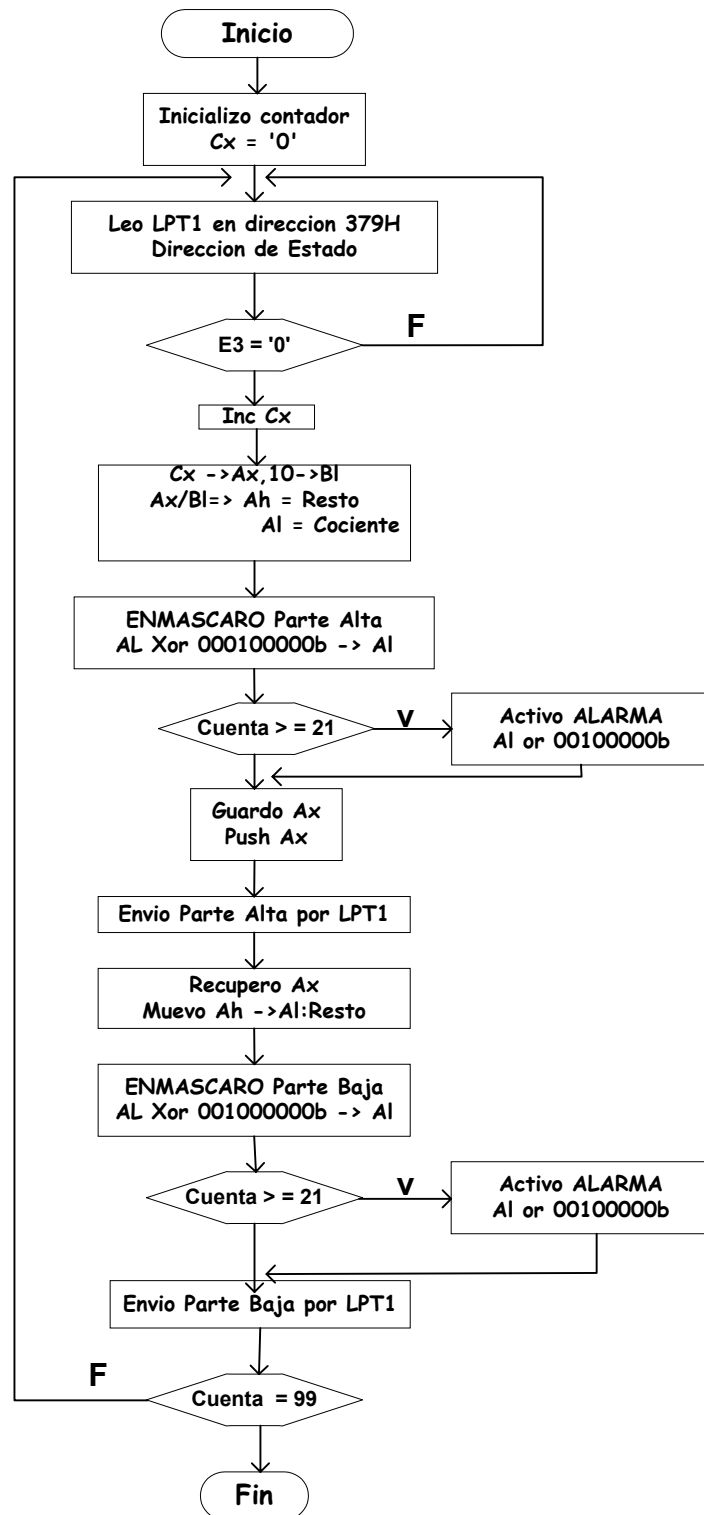 Inicio
Inicializo contador
Cx = '0'
Leo LPT1 en direccion 379H
Direccion de Estado
E3 = '0'
F
Inc Cx
Cx ->Ax,10->Bl
Ax/Bl=> Ah = Resto
Al = Cociente
ENMASCARO Parte Alta
AL Xor 000100000b -> Al
Cuenta > = 21
V
Activo ALARMA
Al or 00100000b
Guardo Ax
Push Ax
Envio Parte Alta por LPT1
Recupero Ax
Muevo Ah ->Al:Resto
ENMASCARO Parte Baja
AL Xor 001000000b -> Al
Cuenta > = 21
V
Activo ALARMA
Al or 00100000b
Envio Parte Baja por LPT1
F
Cuenta = 99
Fin